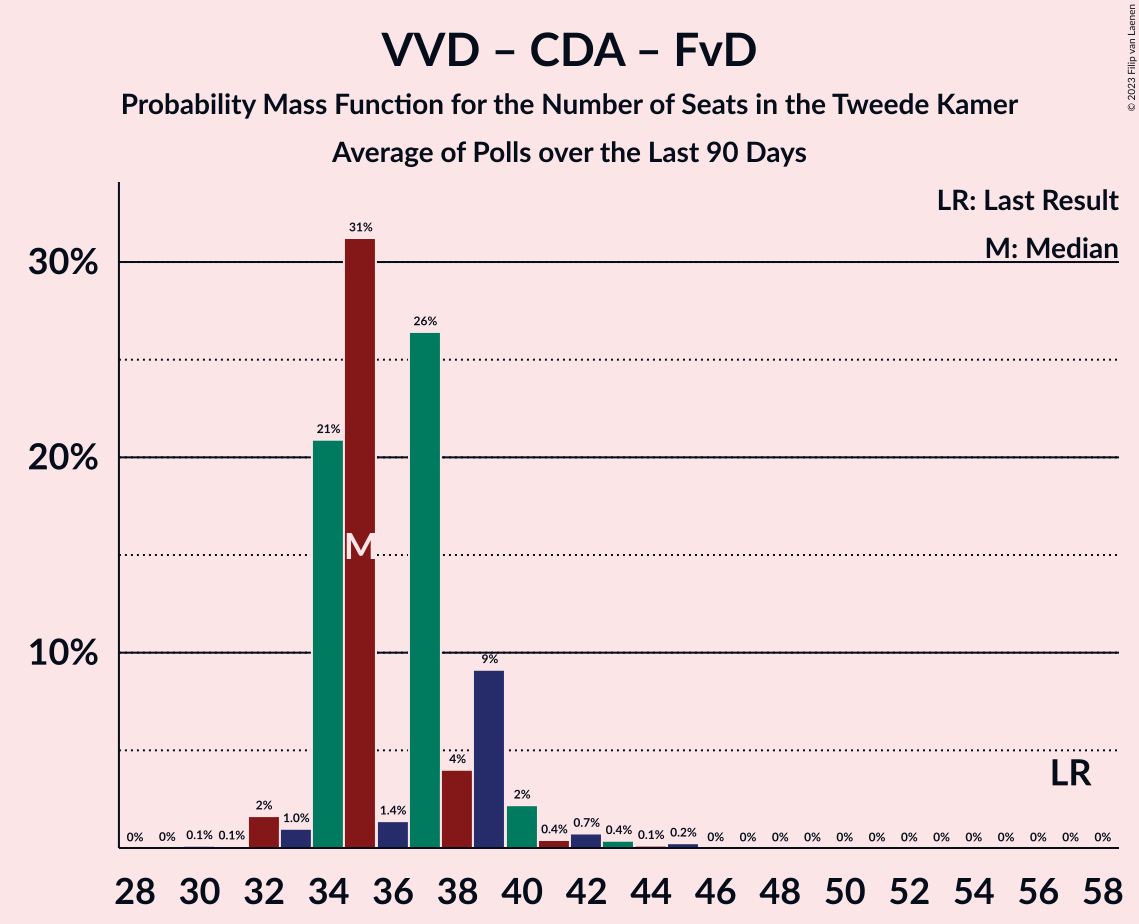 VVD – CDA – FvD
Probability Mass Function for the Number of Seats in the Tweede Kamer
Average of Polls over the Last 90 Days
© 2023 Filip van Laenen
LR: Last Result
M: Median
30%
20%
10%
0% 0% 0.1% 0.1% 2% 1.0% 21% 31% 1.4% 26% 4% 9% 2% 0.4% 0.7% 0.4% 0.1% 0.2% 0% 0% 0% 0% 0% 0% 0% 0% 0% 0% 0% 0% 0%
M
LR
28 30 32 34 36 38 40 42 44 46 48 50 52 54 56 58